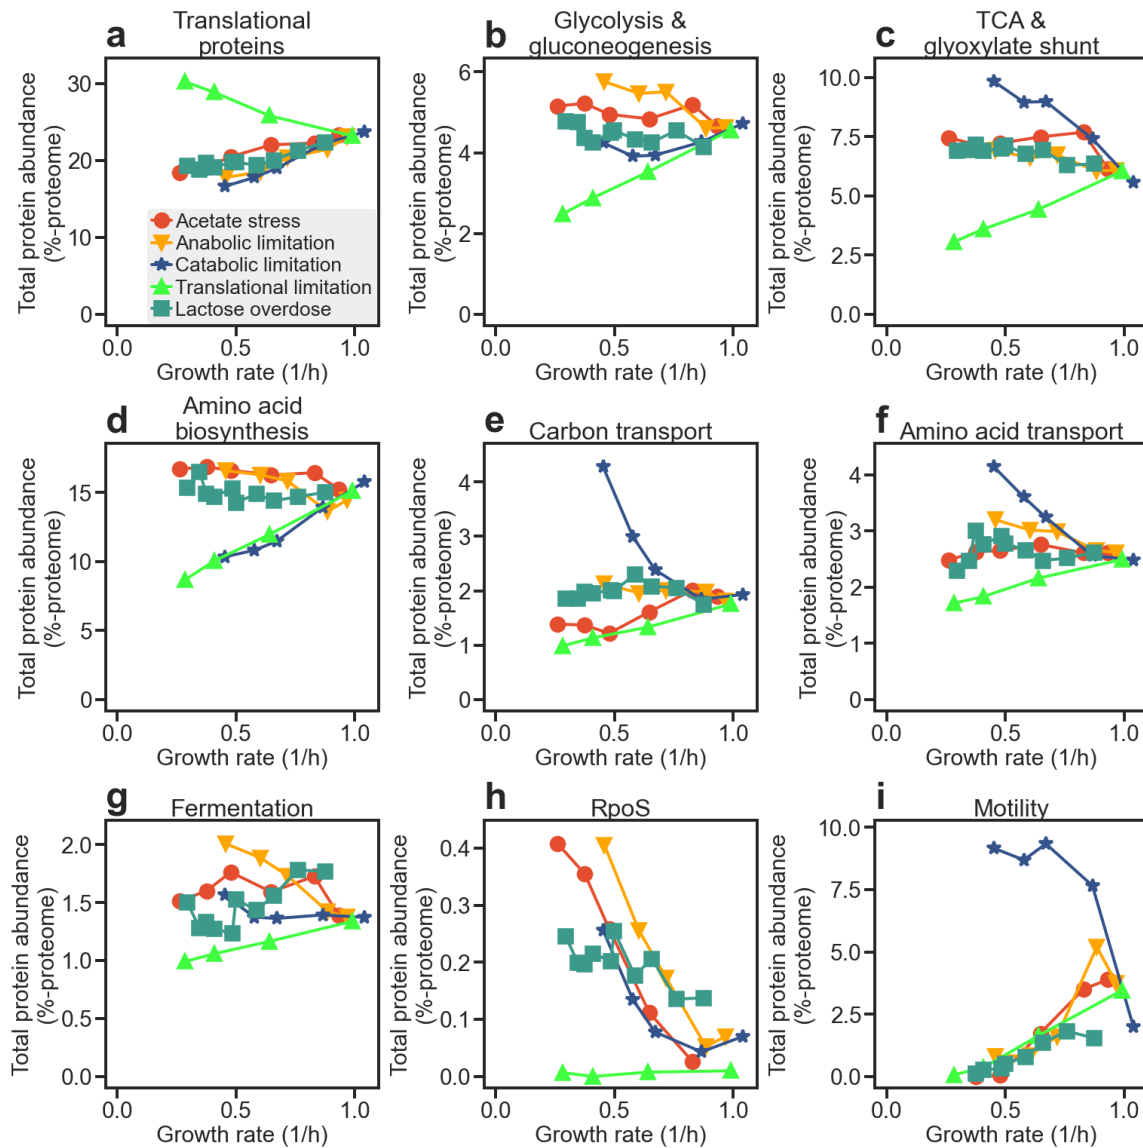 a
Translational
proteins
Total protein abundance
(%-proteome)
30
20
10
0
Acetate stress
Anabolic limitation
Catabolic limitation
Translational limitation
Lactose overdose
0.0
0.5
1.0
Growth rate (1/h)
b
Glycolysis &
gluconeogenesis
Total protein abundance
(%-proteome)
6
4
2
0
0.0
0.5
1.0
Growth rate (1/h)
c
TCA &
glyoxylate shunt
Total protein abundance
(%-proteome)
10.0
7.5
5.0
2.5
0.0
0.0
0.5
1.0
Growth rate (1/h)
d
Amino acid
biosynthesis
Total protein abundance
(%-proteome)
15
10
5
0
0.0
0.5
1.0
Growth rate (1/h)
e
Carbon transport
Total protein abundance
(%-proteome)
4
3
2
1
0
0.0
0.5
1.0
Growth rate (1/h)
f
Amino acid transport
Total protein abundance
(%-proteome)
4
3
2
1
0
0.0
0.5
1.0
Growth rate (1/h)
g
Fermentation
Total protein abundance
(%-proteome)
2.0
1.5
1.0
0.5
0.0
0.0
0.5
1.0
Growth rate (1/h)
h
RpoS
Total protein abundance
(%-proteome)
0.4
0.3
0.2
0.1
0.0
0.0
0.5
1.0
Growth rate (1/h)
i
Motility
Total protein abundance
(%-proteome)
10.0
7.5
5.0
2.5
0.0
0.0
0.5
1.0
Growth rate (1/h)